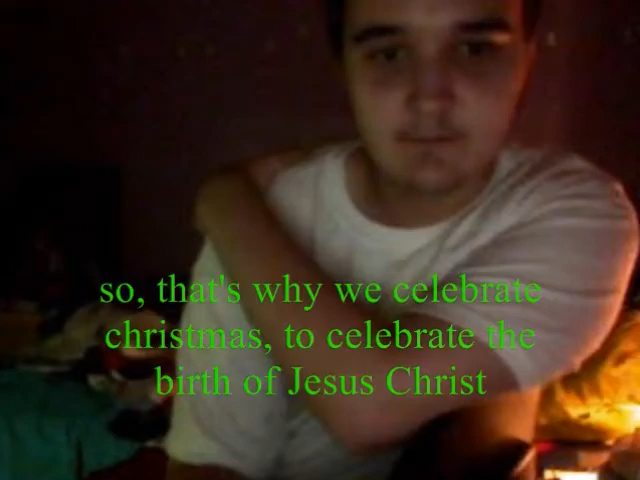 so, that's why we celebrate
christmas, to celebrate the
birth of Jesus Christ